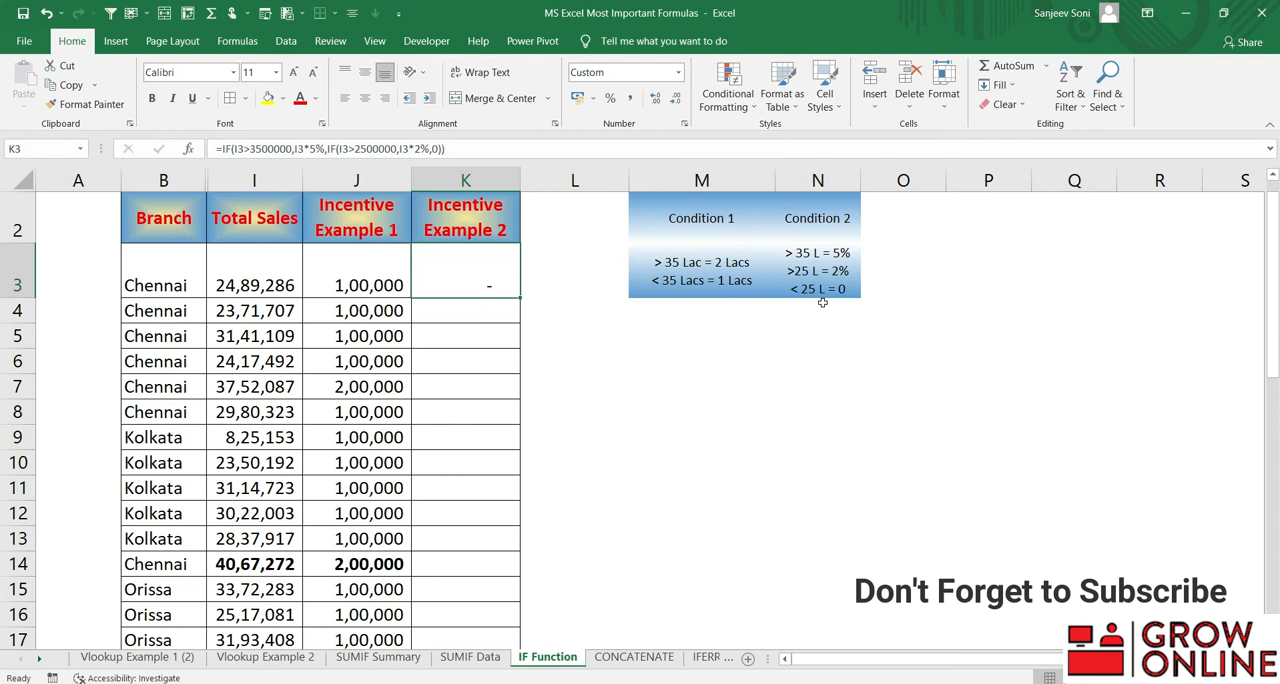 MS Excel Most Important Formulas - Excel
Sanjeev Soni
File Home Insert Page Layout Formulas Data Review View Developer Help Power Pivot Tell me what you want to do
Share
Cut
Copy
Format Painter
Paste
Clipboard
Calibri 11
B I U
Font
Wrap Text
Merge & Center
Alignment
Custom
%
Number
Conditional Formatting
Format as Table
Cell Styles
Styles
Insert Delete Format
Cells
AutoSum
Fill
Clear
Sort & Filter
Find & Select
Editing
K3 fx =IF(I3>3500000,I3*5%,IF(I3>2500000,I3*2%,0))
A B I J K L M N O P Q R S
2 Branch Total Sales Incentive Example 1 Incentive Example 2
Condition 1 Condition 2
> 35 Lac = 2 Lacs
< 35 Lacs = 1 Lacs
> 35 L = 5%
>25 L = 2%
< 25 L = 0
3 Chennai 24,89,286 1,00,000 -
4 Chennai 23,71,707 1,00,000
5 Chennai 31,41,109 1,00,000
6 Chennai 24,17,492 1,00,000
7 Chennai 37,52,087 2,00,000
8 Chennai 29,80,323 1,00,000
9 Kolkata 8,25,153 1,00,000
10 Kolkata 23,50,192 1,00,000
11 Kolkata 31,14,723 1,00,000
12 Kolkata 30,22,003 1,00,000
13 Kolkata 28,37,917 1,00,000
14 Chennai 40,67,272 2,00,000
15 Orissa 33,72,283 1,00,000
16 Orissa 25,17,081 1,00,000
17 Orissa 31,93,408 1,00,000
Don't Forget to Subscribe
GROW
ONLINE
Vlookup Example 1 (2) Vlookup Example 2 SUMIF Summary IF Function CONCATENATE IFERR ...
Ready Accessibility: Investigate